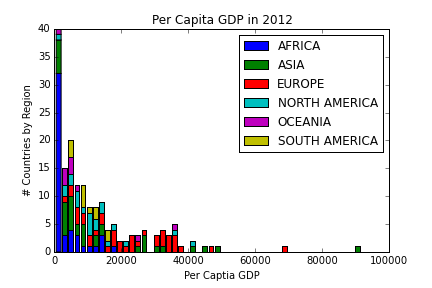 Per Capita GDP in 2012
# Countries by Region
40
35
30
25
20
15
10
5
0
AFRICA
ASIA
EUROPE
NORTH AMERICA
OCEANIA
SOUTH AMERICA
0 20000 40000 60000 80000 100000
Per Captia GDP